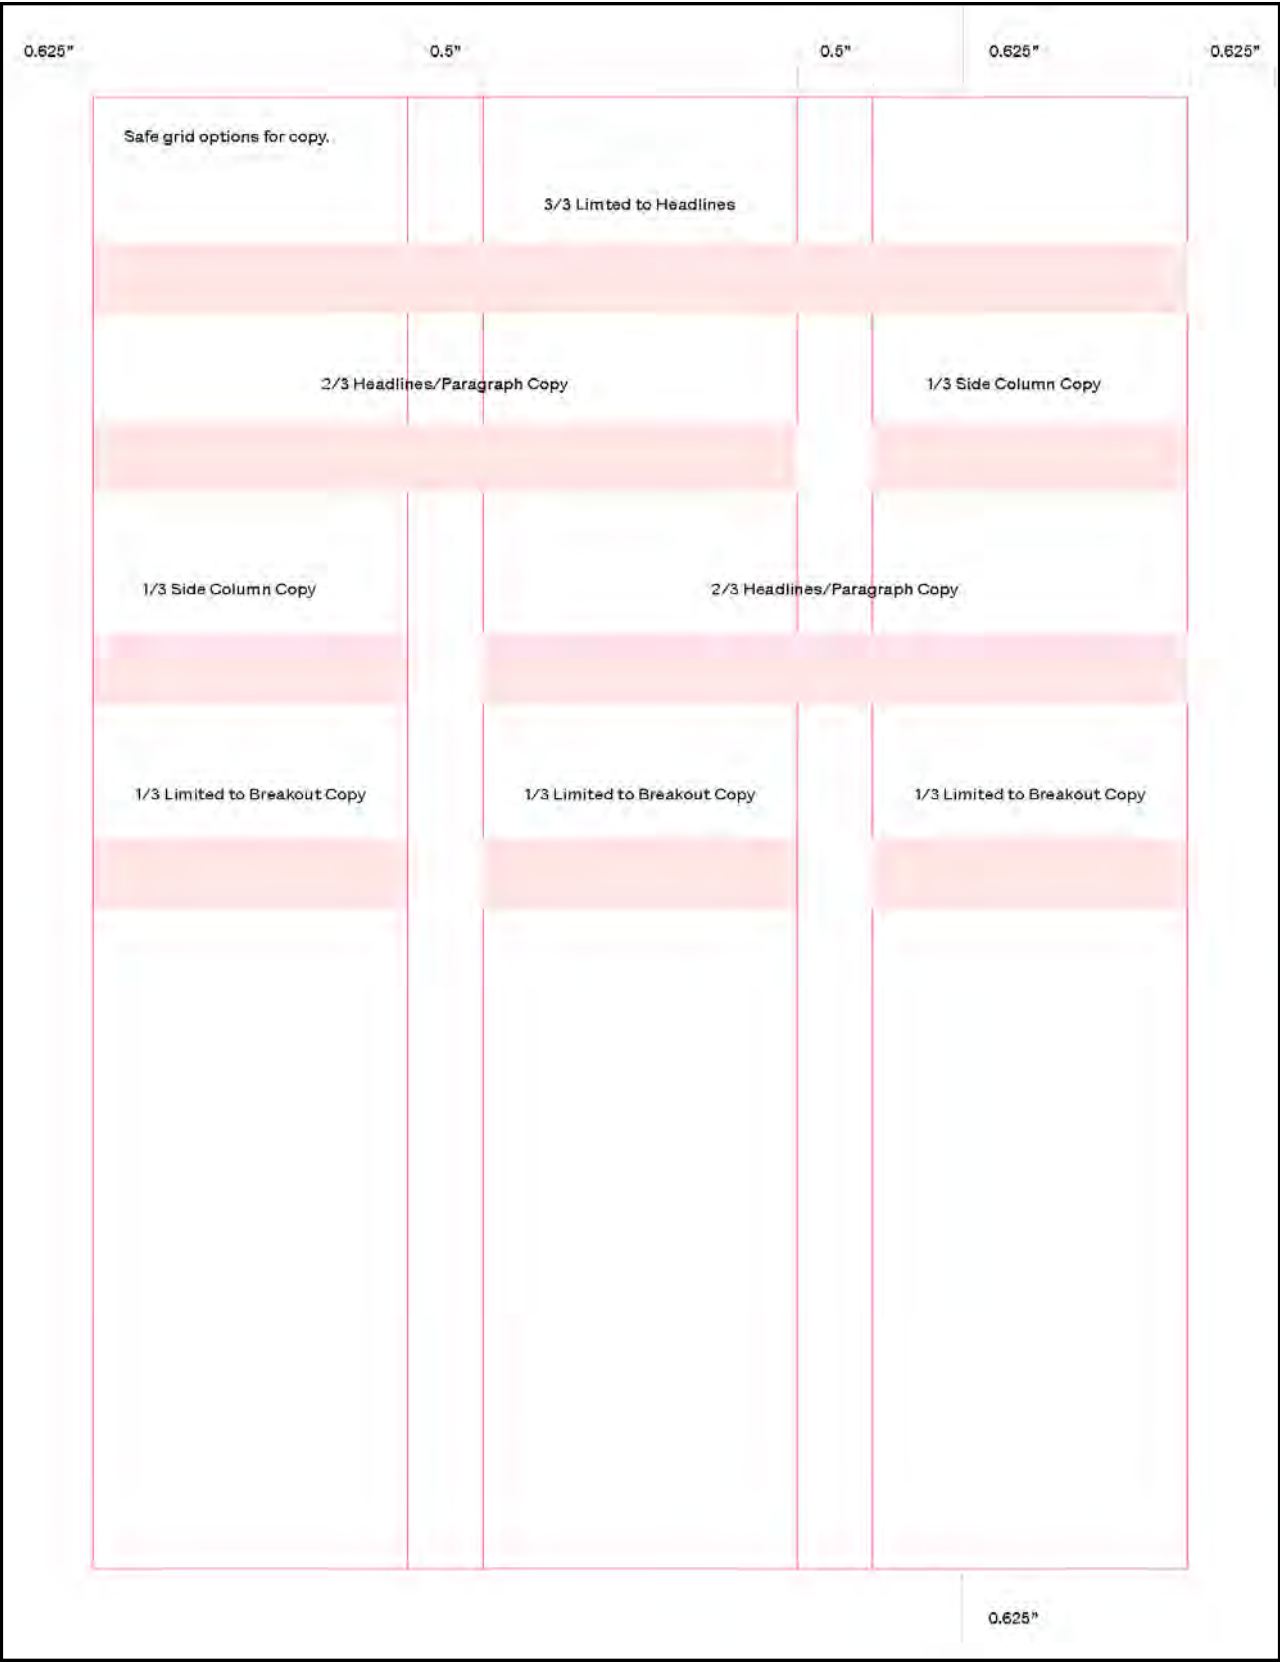 0.625" 0.5" 0.5" 0.625" 0.625"
Safe grid options for copy.
3/3 Limted to Headlines
2/3 Headlines/Paragraph Copy 1/3 Side Column Copy
1/3 Side Column Copy 2/3 Headlines/Paragraph Copy
1/3 Limited to Breakout Copy 1/3 Limited to Breakout Copy 1/3 Limited to Breakout Copy
0.625"